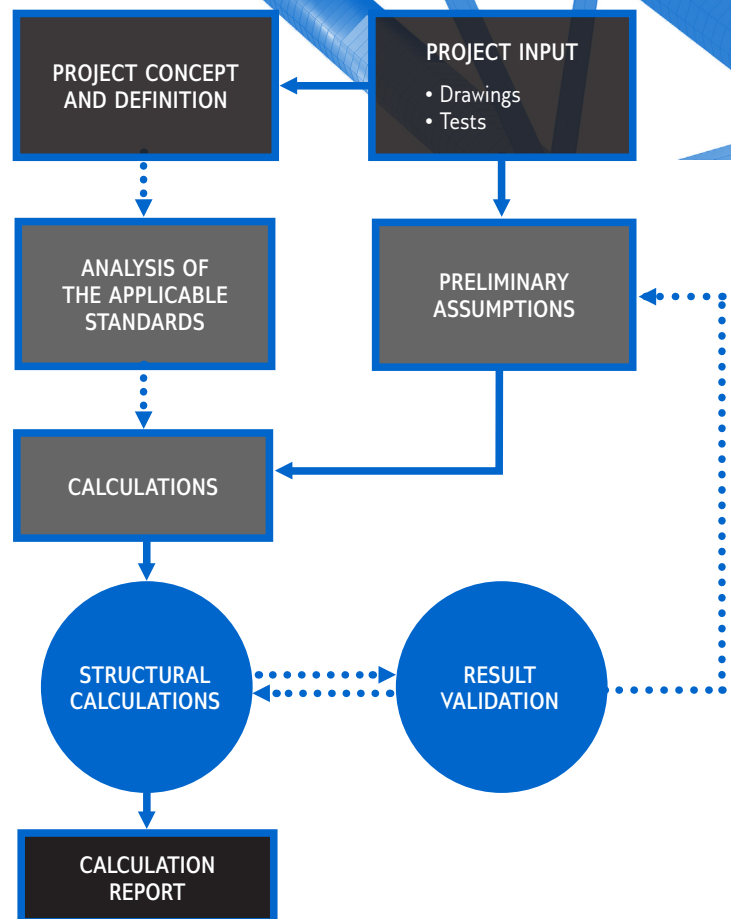 PROJECT CONCEPT
AND DEFINITION
PROJECT INPUT
• Drawings
• Tests
ANALYSIS OF
THE APPLICABLE
STANDARDS
PRELIMINARY
ASSUMPTIONS
CALCULATIONS
STRUCTURAL
CALCULATIONS
RESULT
VALIDATION
CALCULATION
REPORT